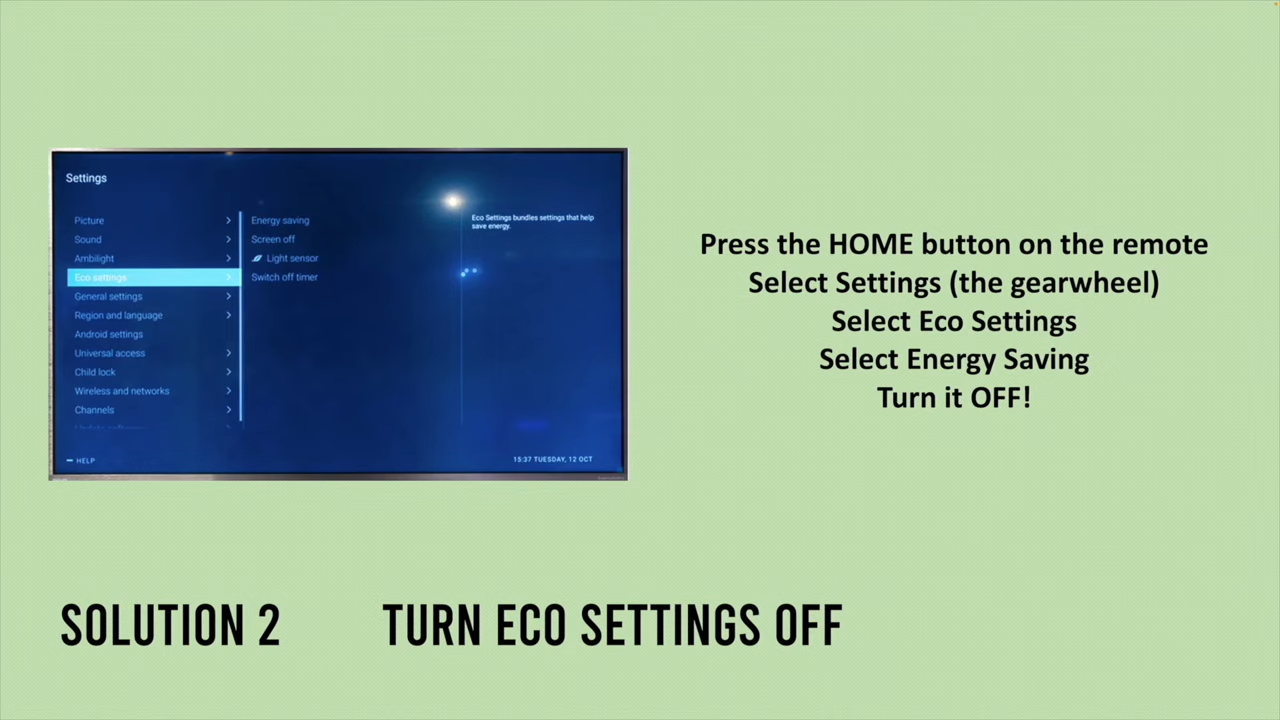 Settings
Picture
Sound
Ambilight
Eco settings
General settings
Region and language
Android settings
Universal access
Child lock
Wireless and networks
Channels
Update software
Energy saving
Screen off
Light sensor
Switch off timer
Eco Settings bundles settings that help
save energy.
HELP
15:37 TUESDAY, 12 OCT
Press the HOME button on the remote
Select Settings (the gearwheel)
Select Eco Settings
Select Energy Saving
Turn it OFF!
SOLUTION 2 TURN ECO SETTINGS OFF